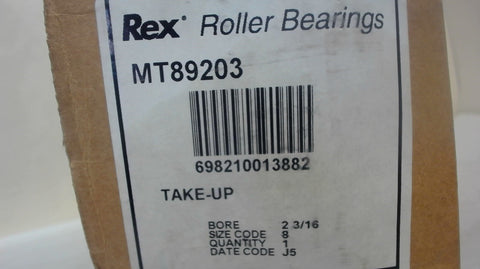 Rex® Roller Bearings
MT89203
698210013882
TAKE-UP
BORE 2 3/16
SIZE CODE 8
QUANTITY 1
DATE CODE J5